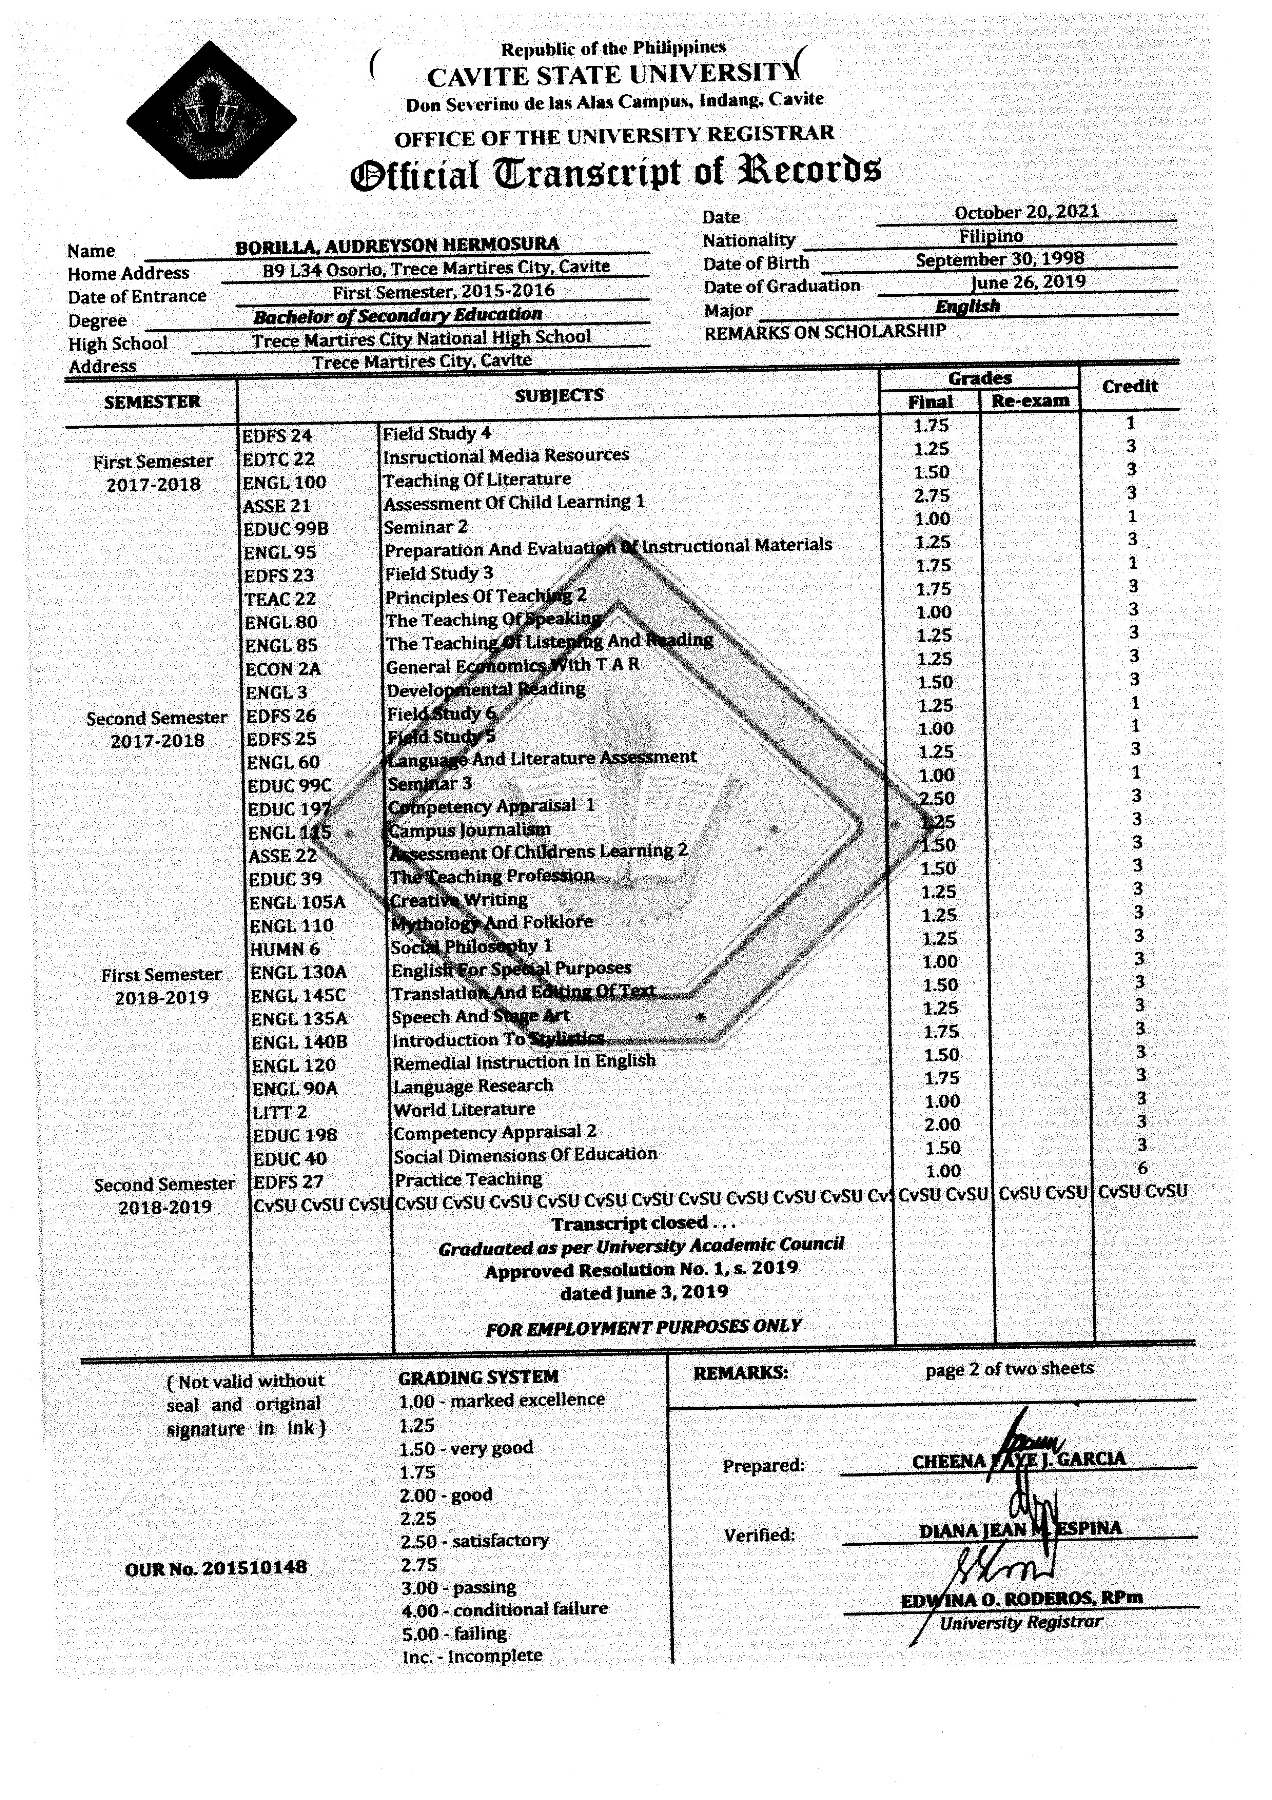 Republic of the Philippines
CAVITE STATE UNIVERSITY
Don Severino de las Alas Campus, Indang, Cavite
OFFICE OF THE UNIVERSITY REGISTRAR
Official Transcript of Records
Date October 20, 2021
Name BORILLA, AUDREYSON HERMOSURA Nationality Filipino
Home Address B9 L34 Osorio, Trece Martires City, Cavite Date of Birth September 30, 1998
Date of Entrance First Semester, 2015-2016 Date of Graduation June 26, 2019
Degree Bachelor of Secondary Education Major English
High School Trece Martires City National High School REMARKS ON SCHOLARSHIP
Address Trece Martires City, Cavite
SEMESTER SUBJECTS Grades Credit
Final Re-exam
EDFS 24 Field Study 4 1.75 1
First Semester EDTC 22 Insructional Media Resources 1.25 3
2017-2018 ENGL 100 Teaching Of Literature 1.50 3
ASSE 21 Assessment Of Child Learning 1 2.75 3
EDUC 99B Seminar 2 1.00 1
ENGL 95 Preparation And Evaluation Of Instructional Materials 1.25 3
EDFS 23 Field Study 3 1.75 1
TEAC 22 Principles Of Teaching 2 1.75 3
ENGL 80 The Teaching Of Speaking 1.00 3
ENGL 85 The Teaching Of Listening And Reading 1.25 3
ECON 2A General Economics With T A R 1.25 3
ENGL 3 Developmental Reading 1.50 3
Second Semester EDFS 26 Field Study 6 1.25 1
2017-2018 EDFS 25 Field Study 5 1.00 1
ENGL 60 Language And Literature Assessment 1.25 3
EDUC 99C Seminar 3 1.00 1
EDUC 197 Competency Appraisal 1 2.50 3
ENGL 115 Campus Journalism 1.25 3
ASSE 22 Assessment Of Childrens Learning 2 1.50 3
EDUC 39 The Teaching Profession 1.50 3
ENGL 105A Creative Writing 1.25 3
ENGL 110 Mythology And Folklore 1.25 3
HUMN 6 Social Philosophy 1 1.25 3
First Semester ENGL 130A English For Special Purposes 1.00 3
2018-2019 ENGL 145C Translation And Editing Of Text 1.50 3
ENGL 135A Speech And Stage Art 1.25 3
ENGL 140B Introduction To Stylistics 1.75 3
ENGL 120 Remedial Instruction In English 1.50 3
ENGL 90A Language Research 1.75 3
LITT 2 World Literature 1.00 3
EDUC 198 Competency Appraisal 2 2.00 3
EDUC 40 Social Dimensions Of Education 1.50 3
Second Semester EDFS 27 Practice Teaching 1.00 6
2018-2019 CvSU CvSU CvSU CvSU CvSU CvSU CvSU CvSU CvSU CvSU CvSU CvSU CvSU Cv CvSU CvSU CvSU CvSU CvSU CvSU
Transcript closed . . .
Graduated as per University Academic Council
Approved Resolution No. 1, s. 2019
dated June 3, 2019
FOR EMPLOYMENT PURPOSES ONLY
( Not valid without
seal and original
signature in ink )
OUR No. 201510148
GRADING SYSTEM
1.00 - marked excellence
1.25
1.50 - very good
1.75
2.00 - good
2.25
2.50 - satisfactory
2.75
3.00 - passing
4.00 - conditional failure
5.00 - failing
Inc. - Incomplete
REMARKS: page 2 of two sheets
Prepared: CHEENA FAYE J. GARCIA
Verified: DIANA JEAN M. ESPINA
EDWINA O. RODEROS, RPm
University Registrar